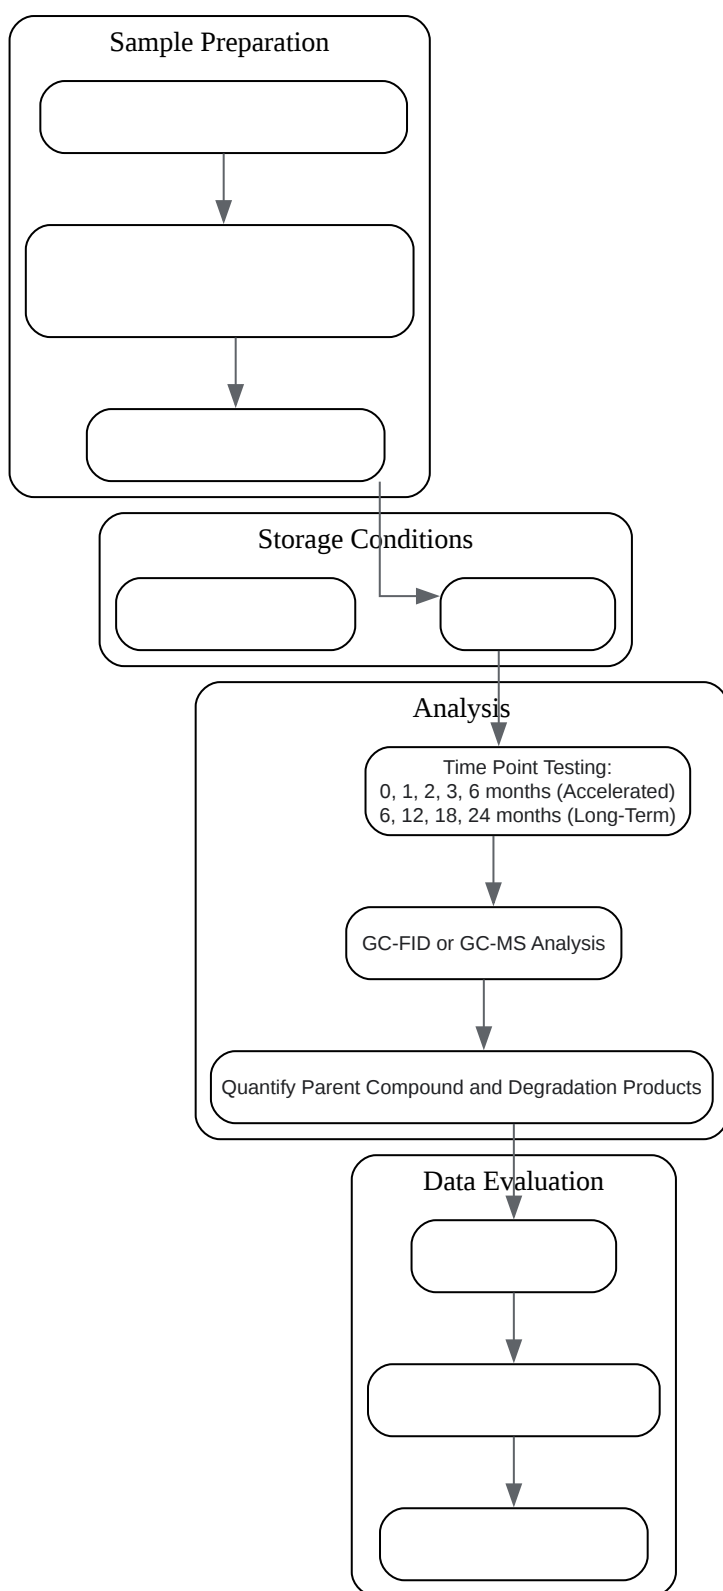 Sample Preparation
Storage Conditions
Analysis
Time Point Testing:
0, 1, 2, 3, 6 months (Accelerated)
6, 12, 18, 24 months (Long-Term)
GC-FID or GC-MS Analysis
Quantify Parent Compound and Degradation Products
Data Evaluation